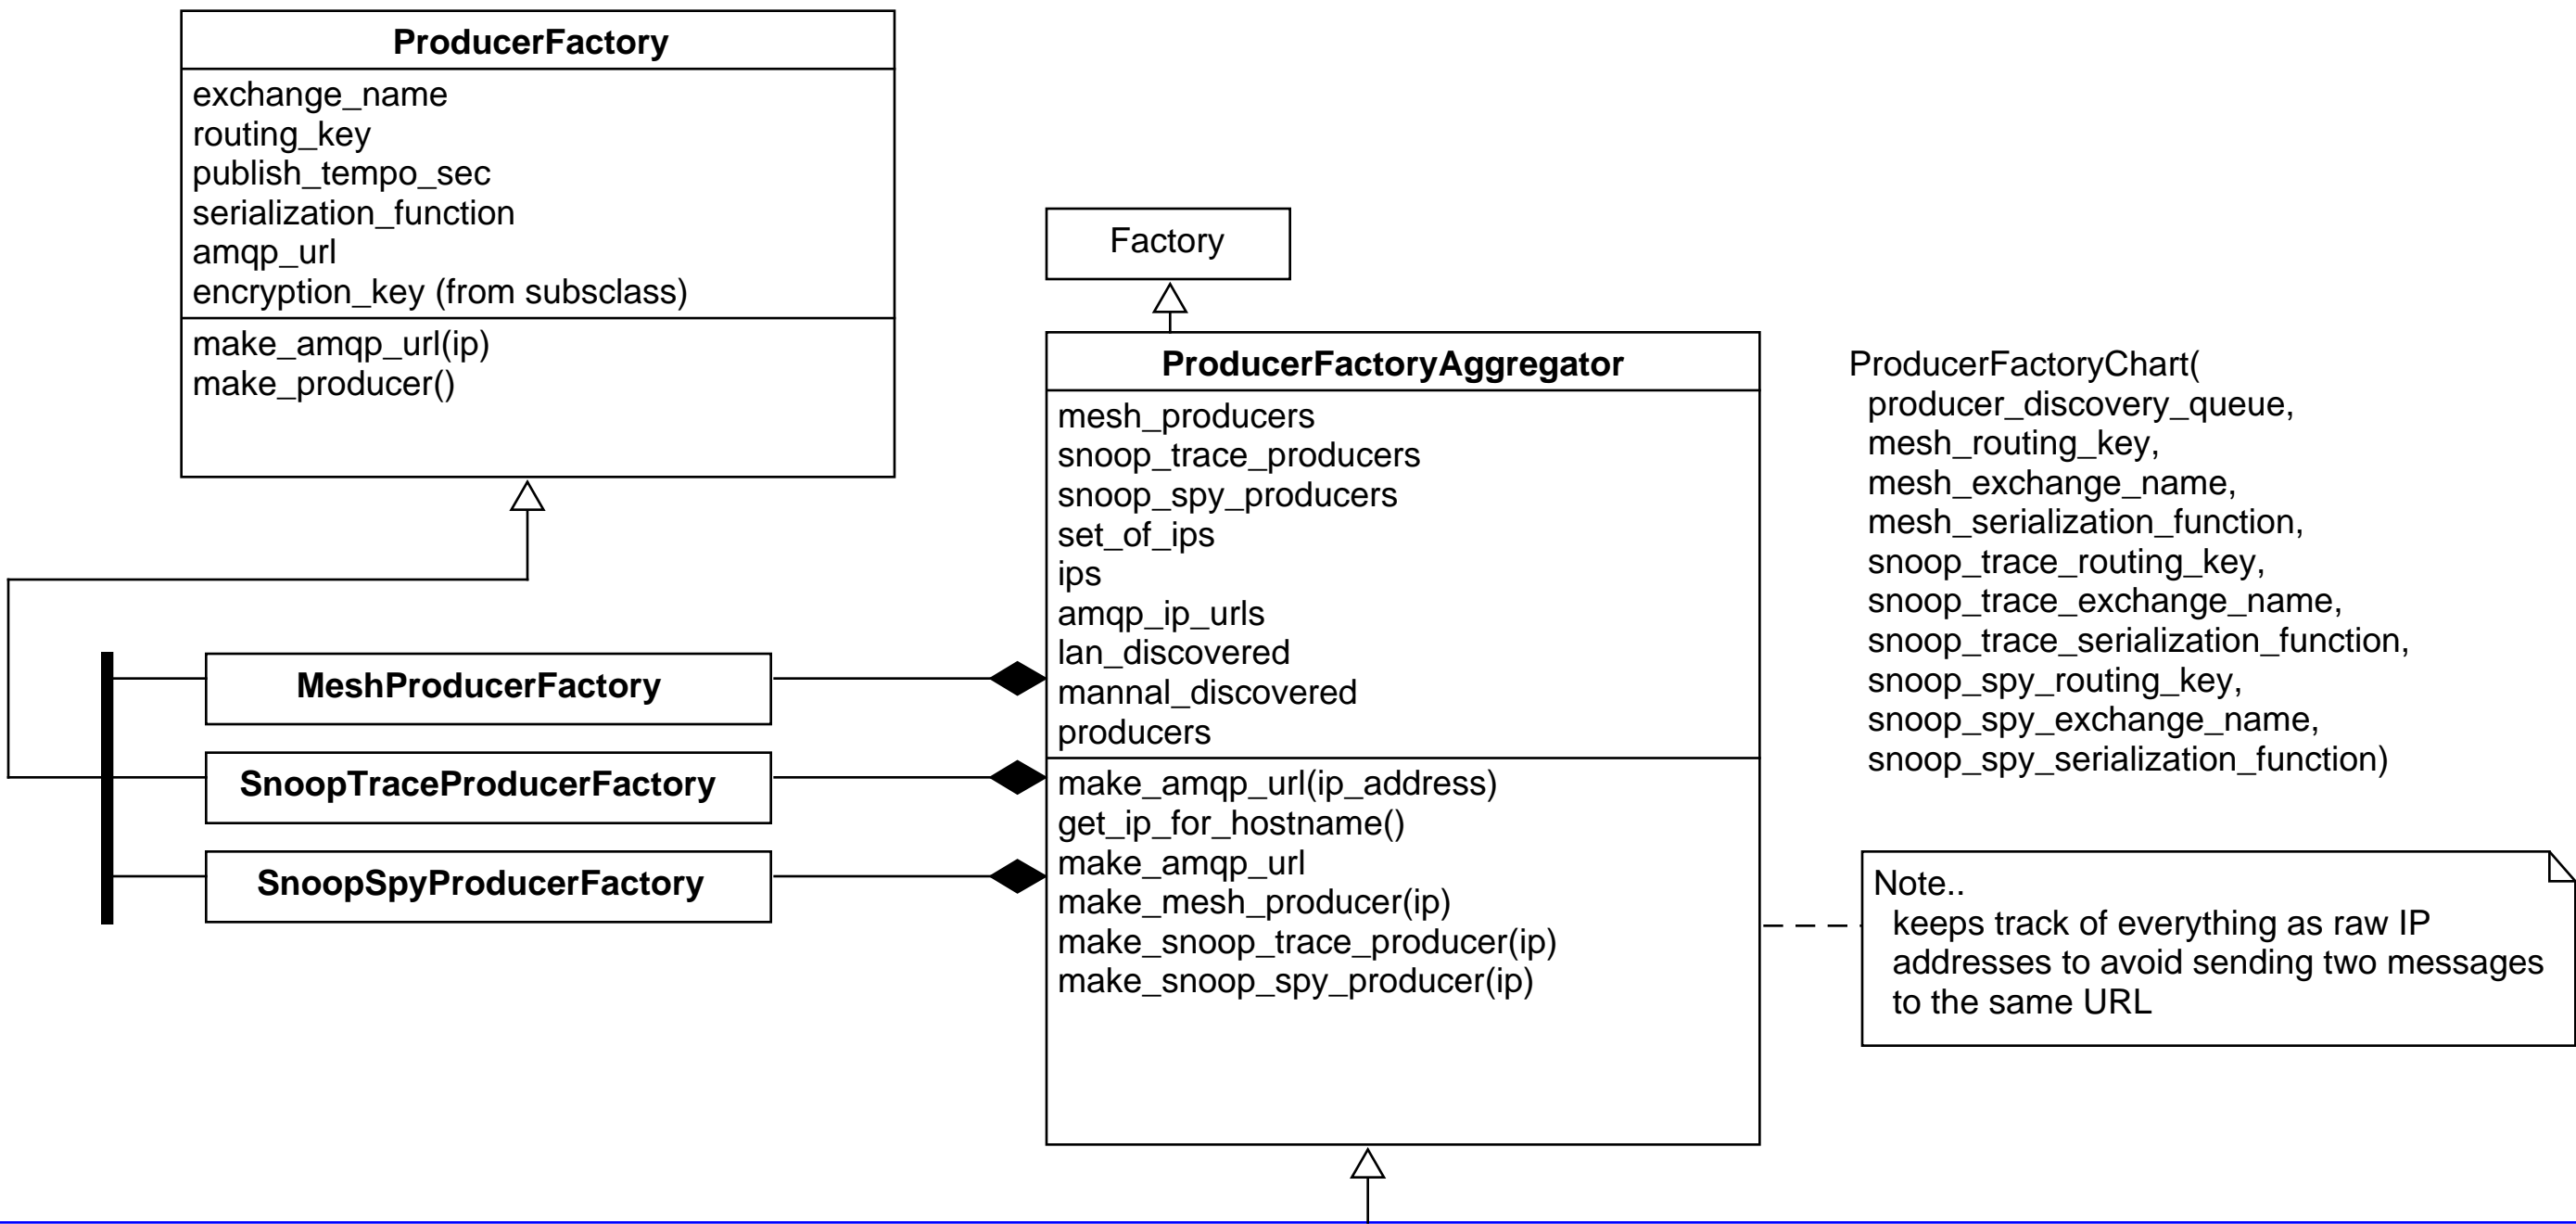 ProducerFactory
exchange_name
routing_key
publish_tempo_sec
serialization_function
amqp_url
encryption_key (from subsclass)
make_amqp_url(ip)
make_producer()
Factory
ProducerFactoryAggregator
mesh_producers
snoop_trace_producers
snoop_spy_producers
set_of_ips
ips
amqp_ip_urls
lan_discovered
mannal_discovered
producers
make_amqp_url(ip_address)
get_ip_for_hostname()
make_amqp_url
make_mesh_producer(ip)
make_snoop_trace_producer(ip)
make_snoop_spy_producer(ip)
MeshProducerFactory
SnoopTraceProducerFactory
SnoopSpyProducerFactory
ProducerFactoryChart(
producer_discovery_queue,
mesh_routing_key,
mesh_exchange_name,
mesh_serialization_function,
snoop_trace_routing_key,
snoop_trace_exchange_name,
snoop_trace_serialization_function,
snoop_spy_routing_key,
snoop_spy_exchange_name,
snoop_spy_serialization_function)
Note..
keeps track of everything as raw IP
addresses to avoid sending two messages
to the same URL